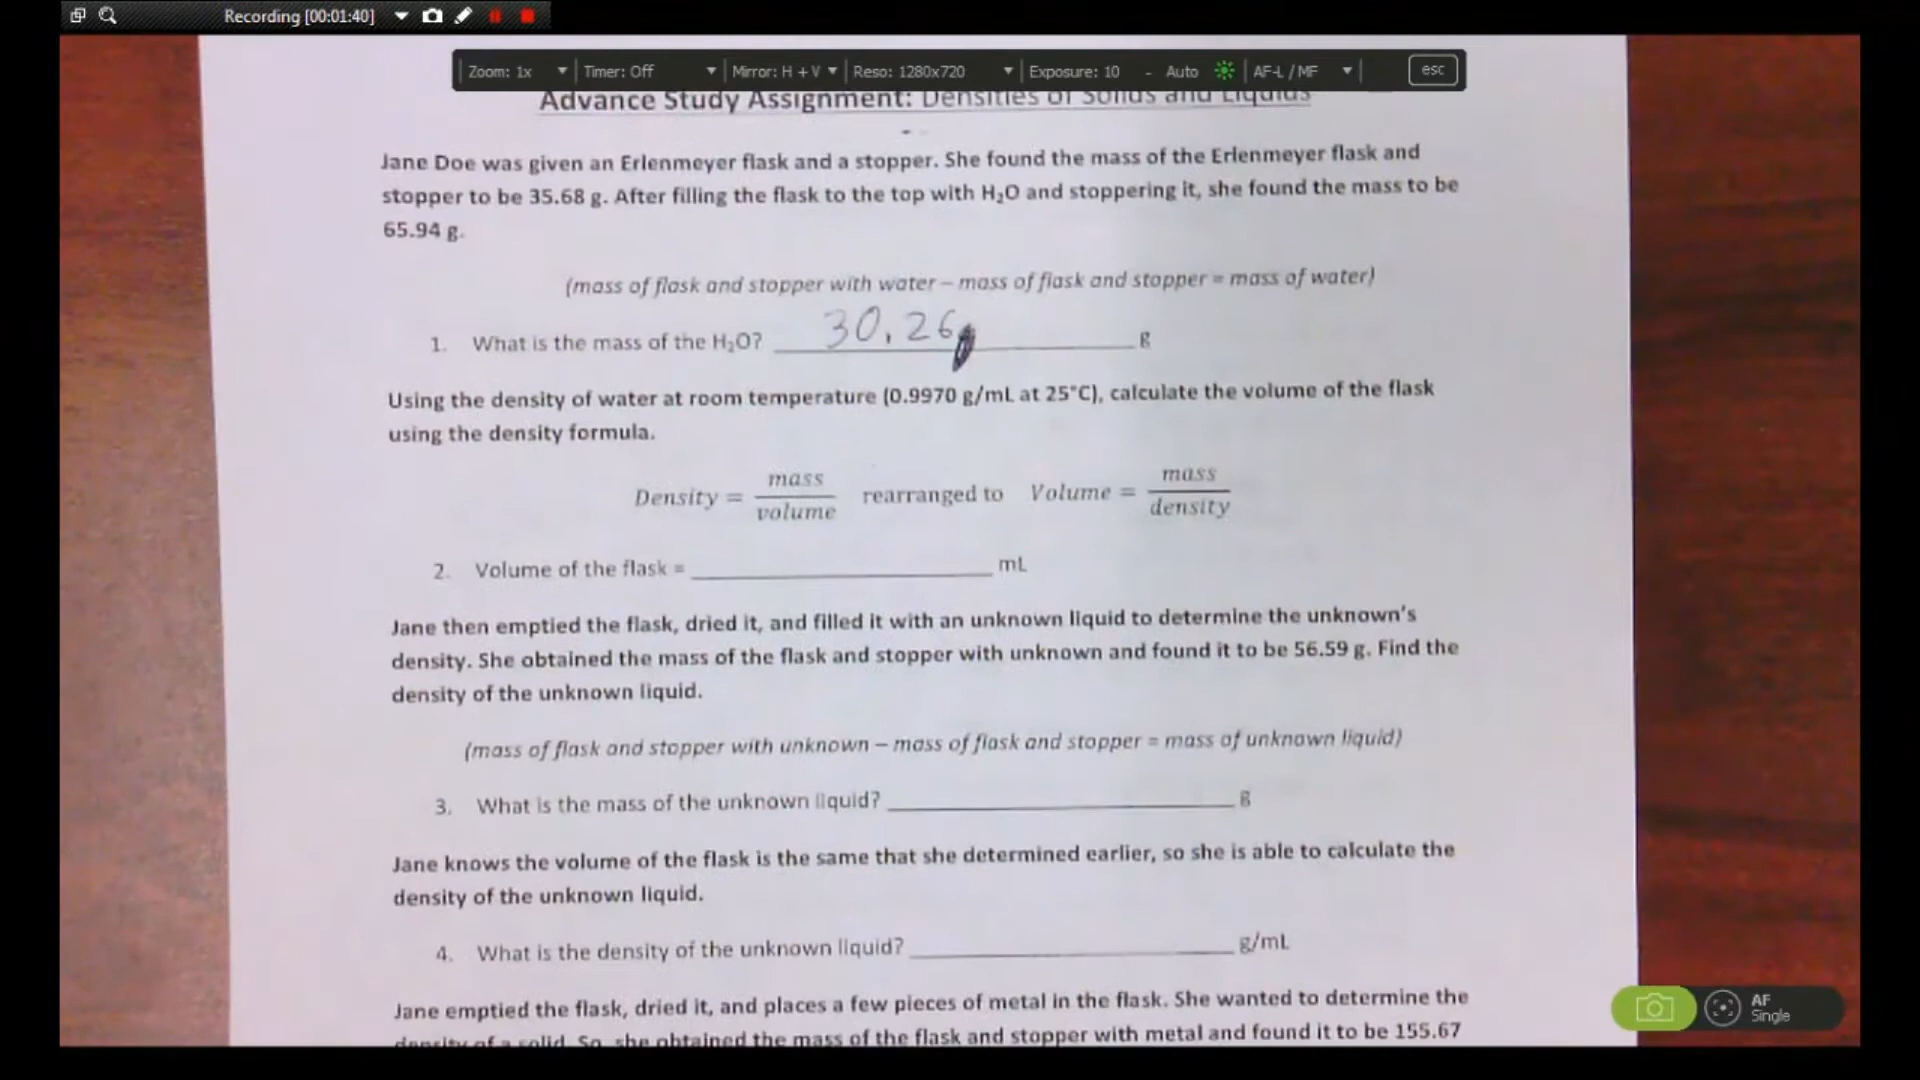 Recording [00:01:40]
Zoom: 1x Timer: Off Mirror: H + V Reso: 1280x720 Exposure: 10 - Auto AF-L / MF esc
Advance Study Assignment: Densities of Solids and Liquids
Jane Doe was given an Erlenmeyer flask and a stopper. She found the mass of the Erlenmeyer flask and
stopper to be 35.68 g. After filling the flask to the top with H₂O and stoppering it, she found the mass to be
65.94 g.
(mass of flask and stopper with water – mass of flask and stopper = mass of water)
1. What is the mass of the H₂O? 30.26 g
Using the density of water at room temperature (0.9970 g/mL at 25°C), calculate the volume of the flask
using the density formula.
Density = mass/volume rearranged to Volume = mass/density
2. Volume of the flask = mL
Jane then emptied the flask, dried it, and filled it with an unknown liquid to determine the unknown's
density. She obtained the mass of the flask and stopper with unknown and found it to be 56.59 g. Find the
density of the unknown liquid.
(mass of flask and stopper with unknown – mass of flask and stopper = mass of unknown liquid)
3. What is the mass of the unknown liquid? g
Jane knows the volume of the flask is the same that she determined earlier, so she is able to calculate the
density of the unknown liquid.
4. What is the density of the unknown liquid? g/mL
Jane emptied the flask, dried it, and places a few pieces of metal in the flask. She wanted to determine the
density of a solid. So, she obtained the mass of the flask and stopper with metal and found it to be 155.67
AF
Single